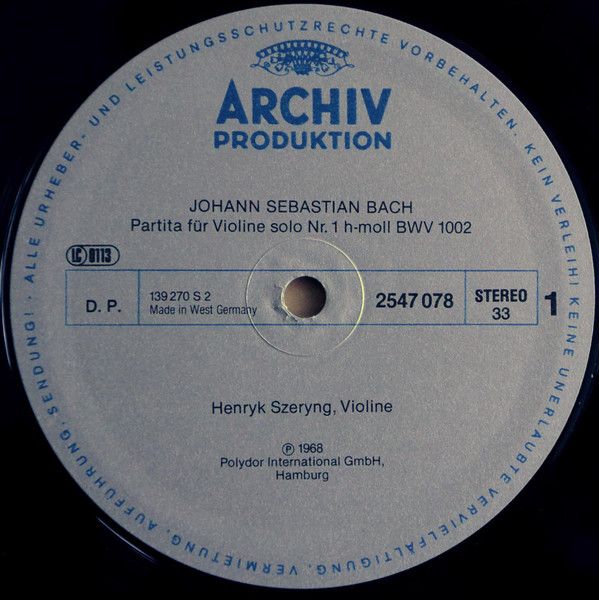 ALLE URHEBER- UND LEISTUNGSSCHUTZRECHTE VORBEHALTEN. KEIN VERLEIH! KEINE UNERLAUBTE VERVIELFÄLTIGUNG, VERMIETUNG, AUFFÜHRUNG, SENDUNG! ·
ARCHIV
PRODUKTION
JOHANN SEBASTIAN BACH
Partita für Violine solo Nr. 1 h-moll BWV 1002
LC 0113
D. P.
139 270 S 2
Made in West Germany
2547 078
STEREO
33
1
Henryk Szeryng, Violine
Ⓟ 1968
Polydor International GmbH,
Hamburg